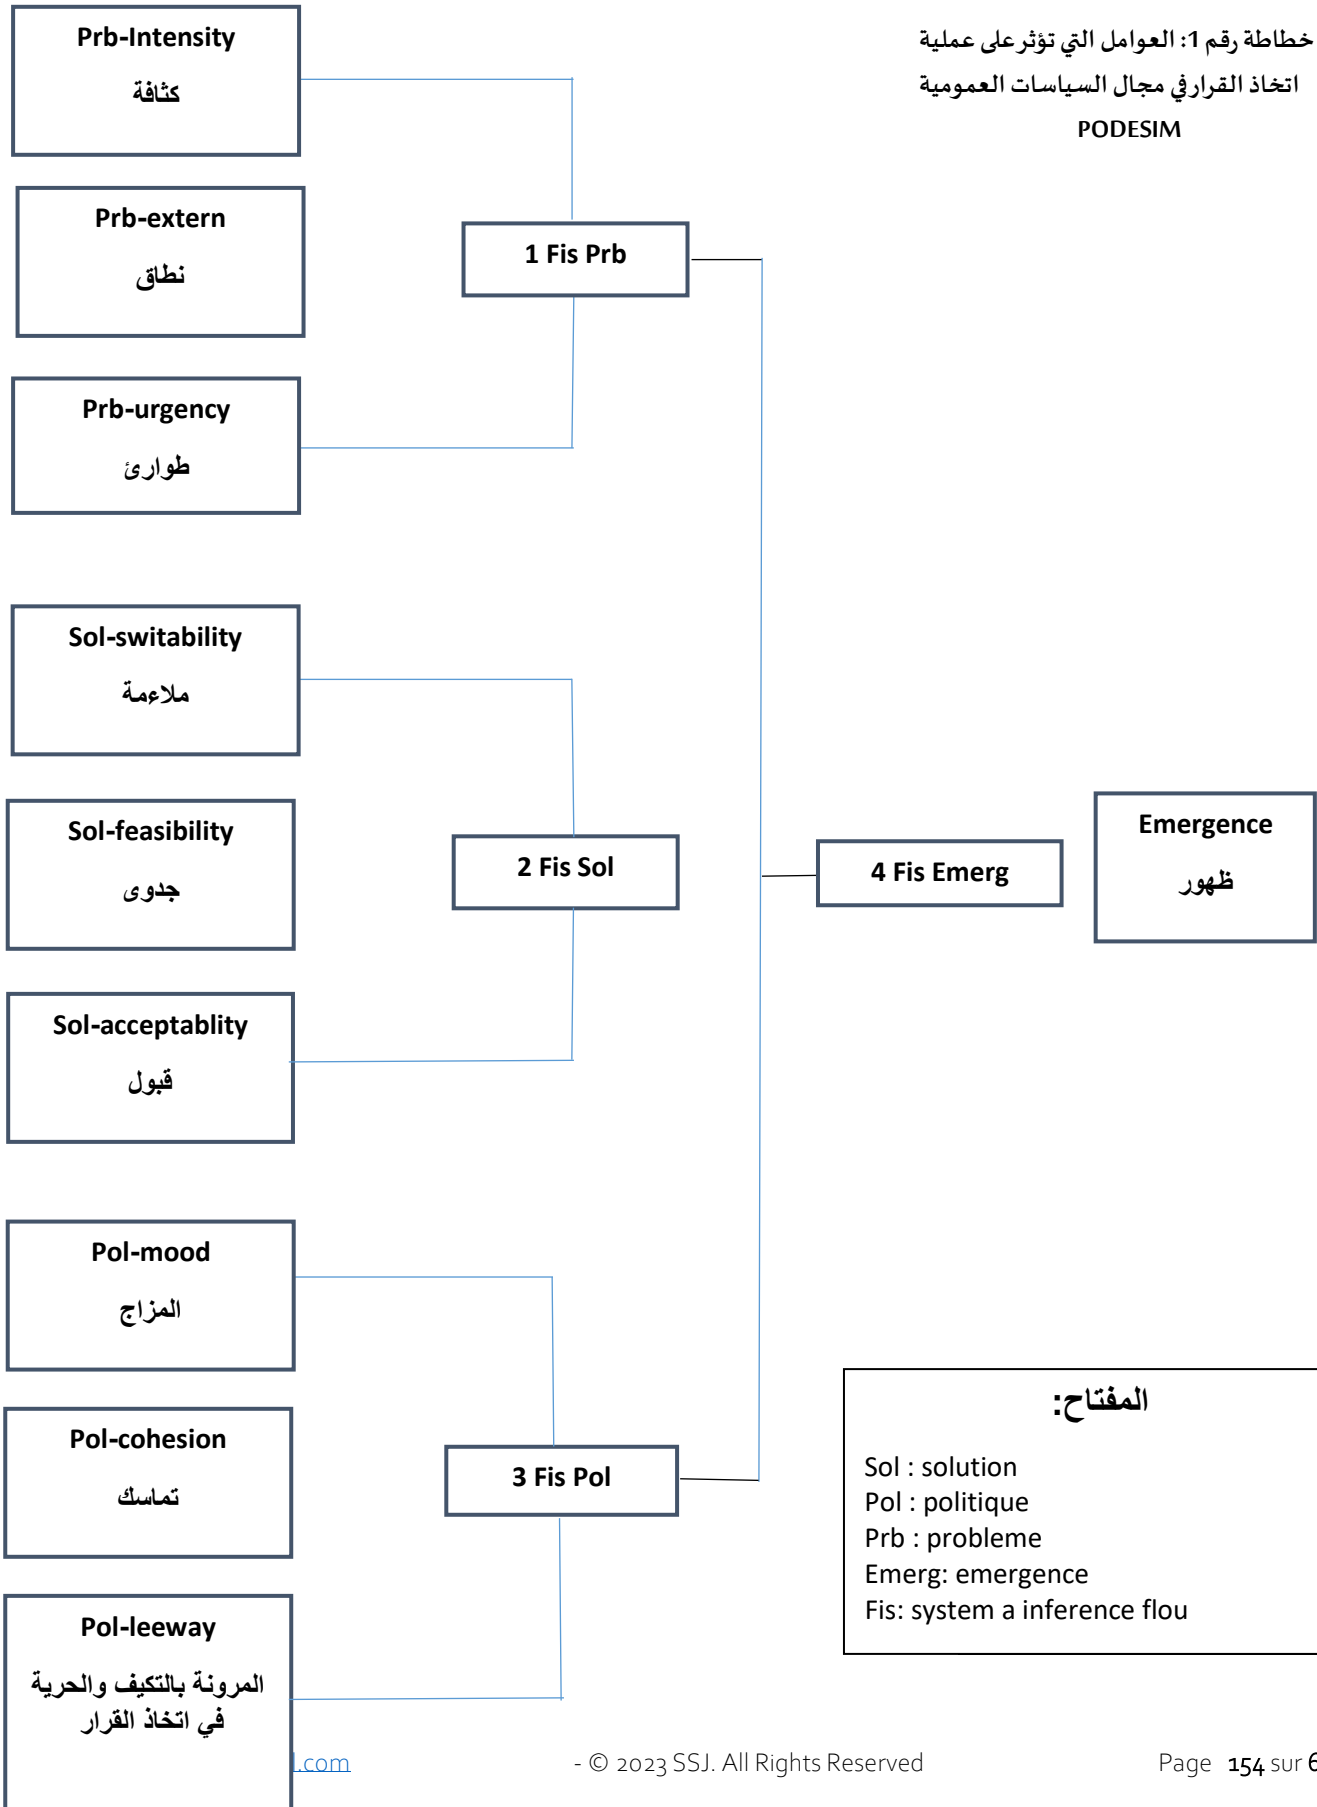 خطاطة رقم 1: العوامل التي تؤثر على عملية
اتخاذ القرار في مجال السياسات العمومية
PODESIM
Prb-Intensity
كثافة
Prb-extern
نطاق
Prb-urgency
طوارئ
1 Fis Prb
Sol-switability
ملاءمة
Sol-feasibility
جدوى
Sol-acceptablity
قبول
2 Fis Sol
Pol-mood
المزاج
Pol-cohesion
تماسك
Pol-leeway
المرونة بالتكيف والحرية
في اتخاذ القرار
3 Fis Pol
4 Fis Emerg
Emergence
ظهور
المفتاح:
Sol : solution
Pol : politique
Prb : probleme
Emerg: emergence
Fis: system a inference flou
.com - © 2023 SSJ. All Rights Reserved Page 154 sur 6